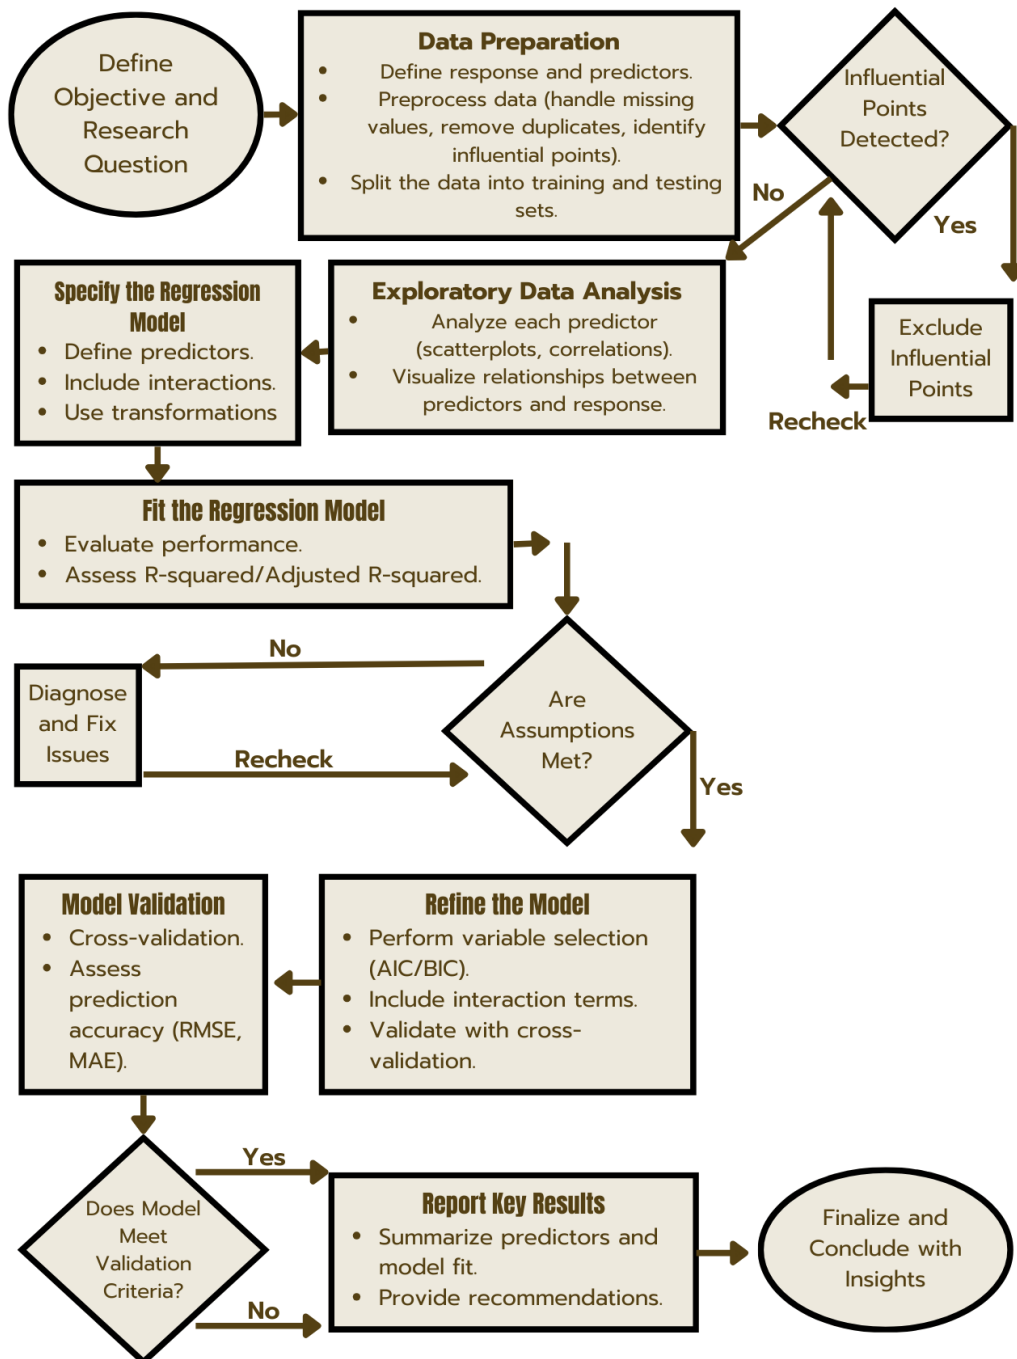 Define
Objective and
Research
Question
Data Preparation
• Define response and predictors.
• Preprocess data (handle missing
values, remove duplicates, identify
influential points).
• Split the data into training and testing
sets.
Influential
Points
Detected?
No
Yes
Exclude
Influential
Points
Recheck
Exploratory Data Analysis
• Analyze each predictor
(scatterplots, correlations).
• Visualize relationships between
predictors and response.
Specify the Regression
Model
• Define predictors.
• Include interactions.
• Use transformations
Fit the Regression Model
• Evaluate performance.
• Assess R-squared/Adjusted R-squared.
Are
Assumptions
Met?
No
Diagnose
and Fix
Issues
Recheck
Yes
Refine the Model
• Perform variable selection
(AIC/BIC).
• Include interaction terms.
• Validate with cross-
validation.
Model Validation
• Cross-validation.
• Assess
prediction
accuracy (RMSE,
MAE).
Does Model
Meet
Validation
Criteria?
Yes
No
Report Key Results
• Summarize predictors and
model fit.
• Provide recommendations.
Finalize and
Conclude with
Insights